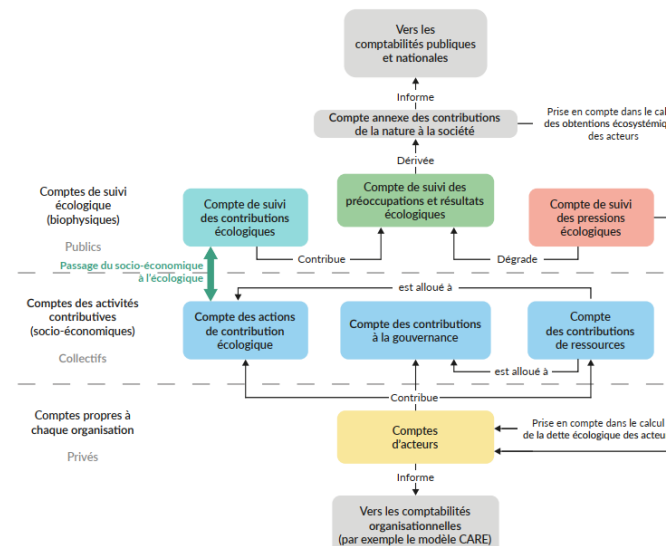 Vers les
comptabilités publiques
et nationales
Informe
Compte annexe des contributions
de la nature à la société
Prise en compte dans le
des obtentions
des acteurs
Dérivée
Comptes de suivi
écologique
(biophysiques)
Publics
Compte de suivi
des contributions
écologiques
Compte de suivi des
préoccupations et résultats
écologiques
Compte de suivi
des pressions
écologiques
Contribue
Dégrade
Passage du socio-économique
à l'écologique
est alloué à
Comptes des activités
contributives
(socio-économiques)
Collectifs
Compte des actions
de contribution
écologique
Compte des contributions
à la gouvernance
Compte
des contributions
de ressources
est alloué à
Contribue
Comptes propres à
chaque organisation
Privés
Comptes
d'acteurs
Prise en compte dans le calcul
de la dette écologique des
Informe
Vers les comptabilités
organisationnelles
(par exemple le modèle CARE)